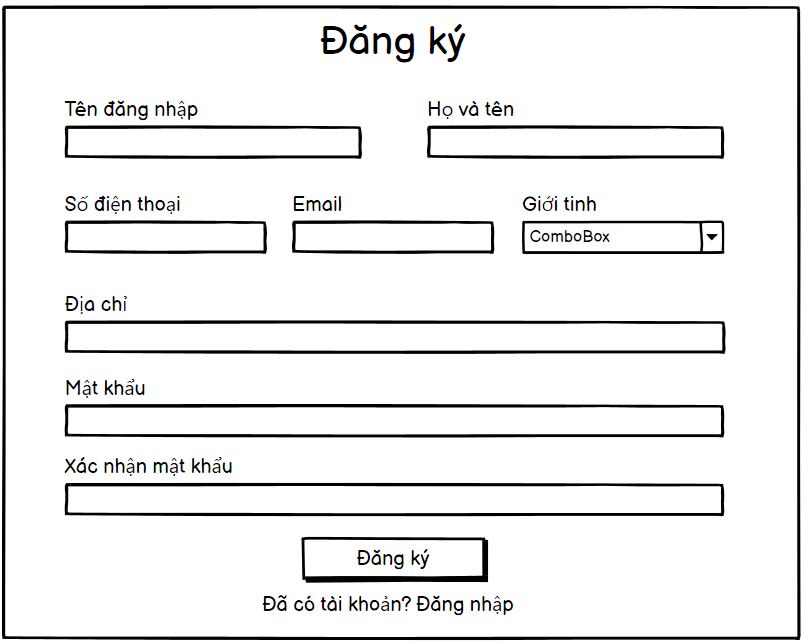 Đăng ký
Tên đăng nhập
Họ và tên
Số điện thoại
Email
Giới tinh
ComboBox
Địa chỉ
Mật khẩu
Xác nhận mật khẩu
Đăng ký
Đã có tài khoản? Đăng nhập